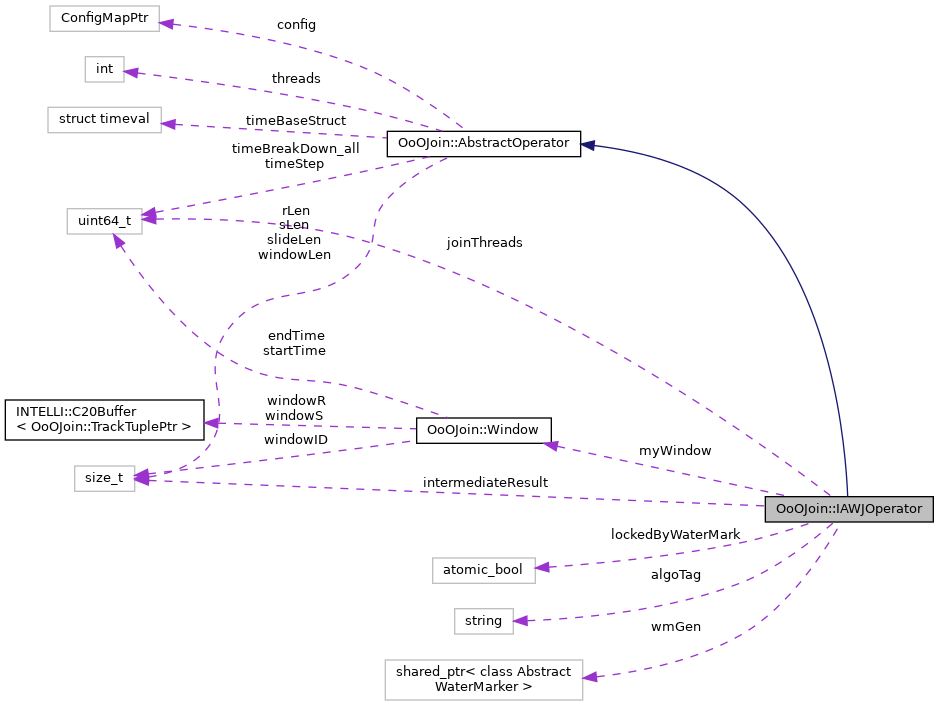 ConfigMapPtr
config
int
threads
struct timeval
timeBaseStruct
OoOJoin::AbstractOperator
timeBreakDown_all
timeStep
uint64_t
rLen
sLen
slideLen
windowLen
joinThreads
endTime
startTime
INTELLI::C20Buffer
< OoOJoin::TrackTuplePtr >
windowR
windowS
OoOJoin::Window
windowID
myWindow
size_t
intermediateResult
OoOJoin::IAWJOperator
lockedByWaterMark
atomic_bool
algoTag
string
wmGen
shared_ptr< class Abstract
WaterMarker >